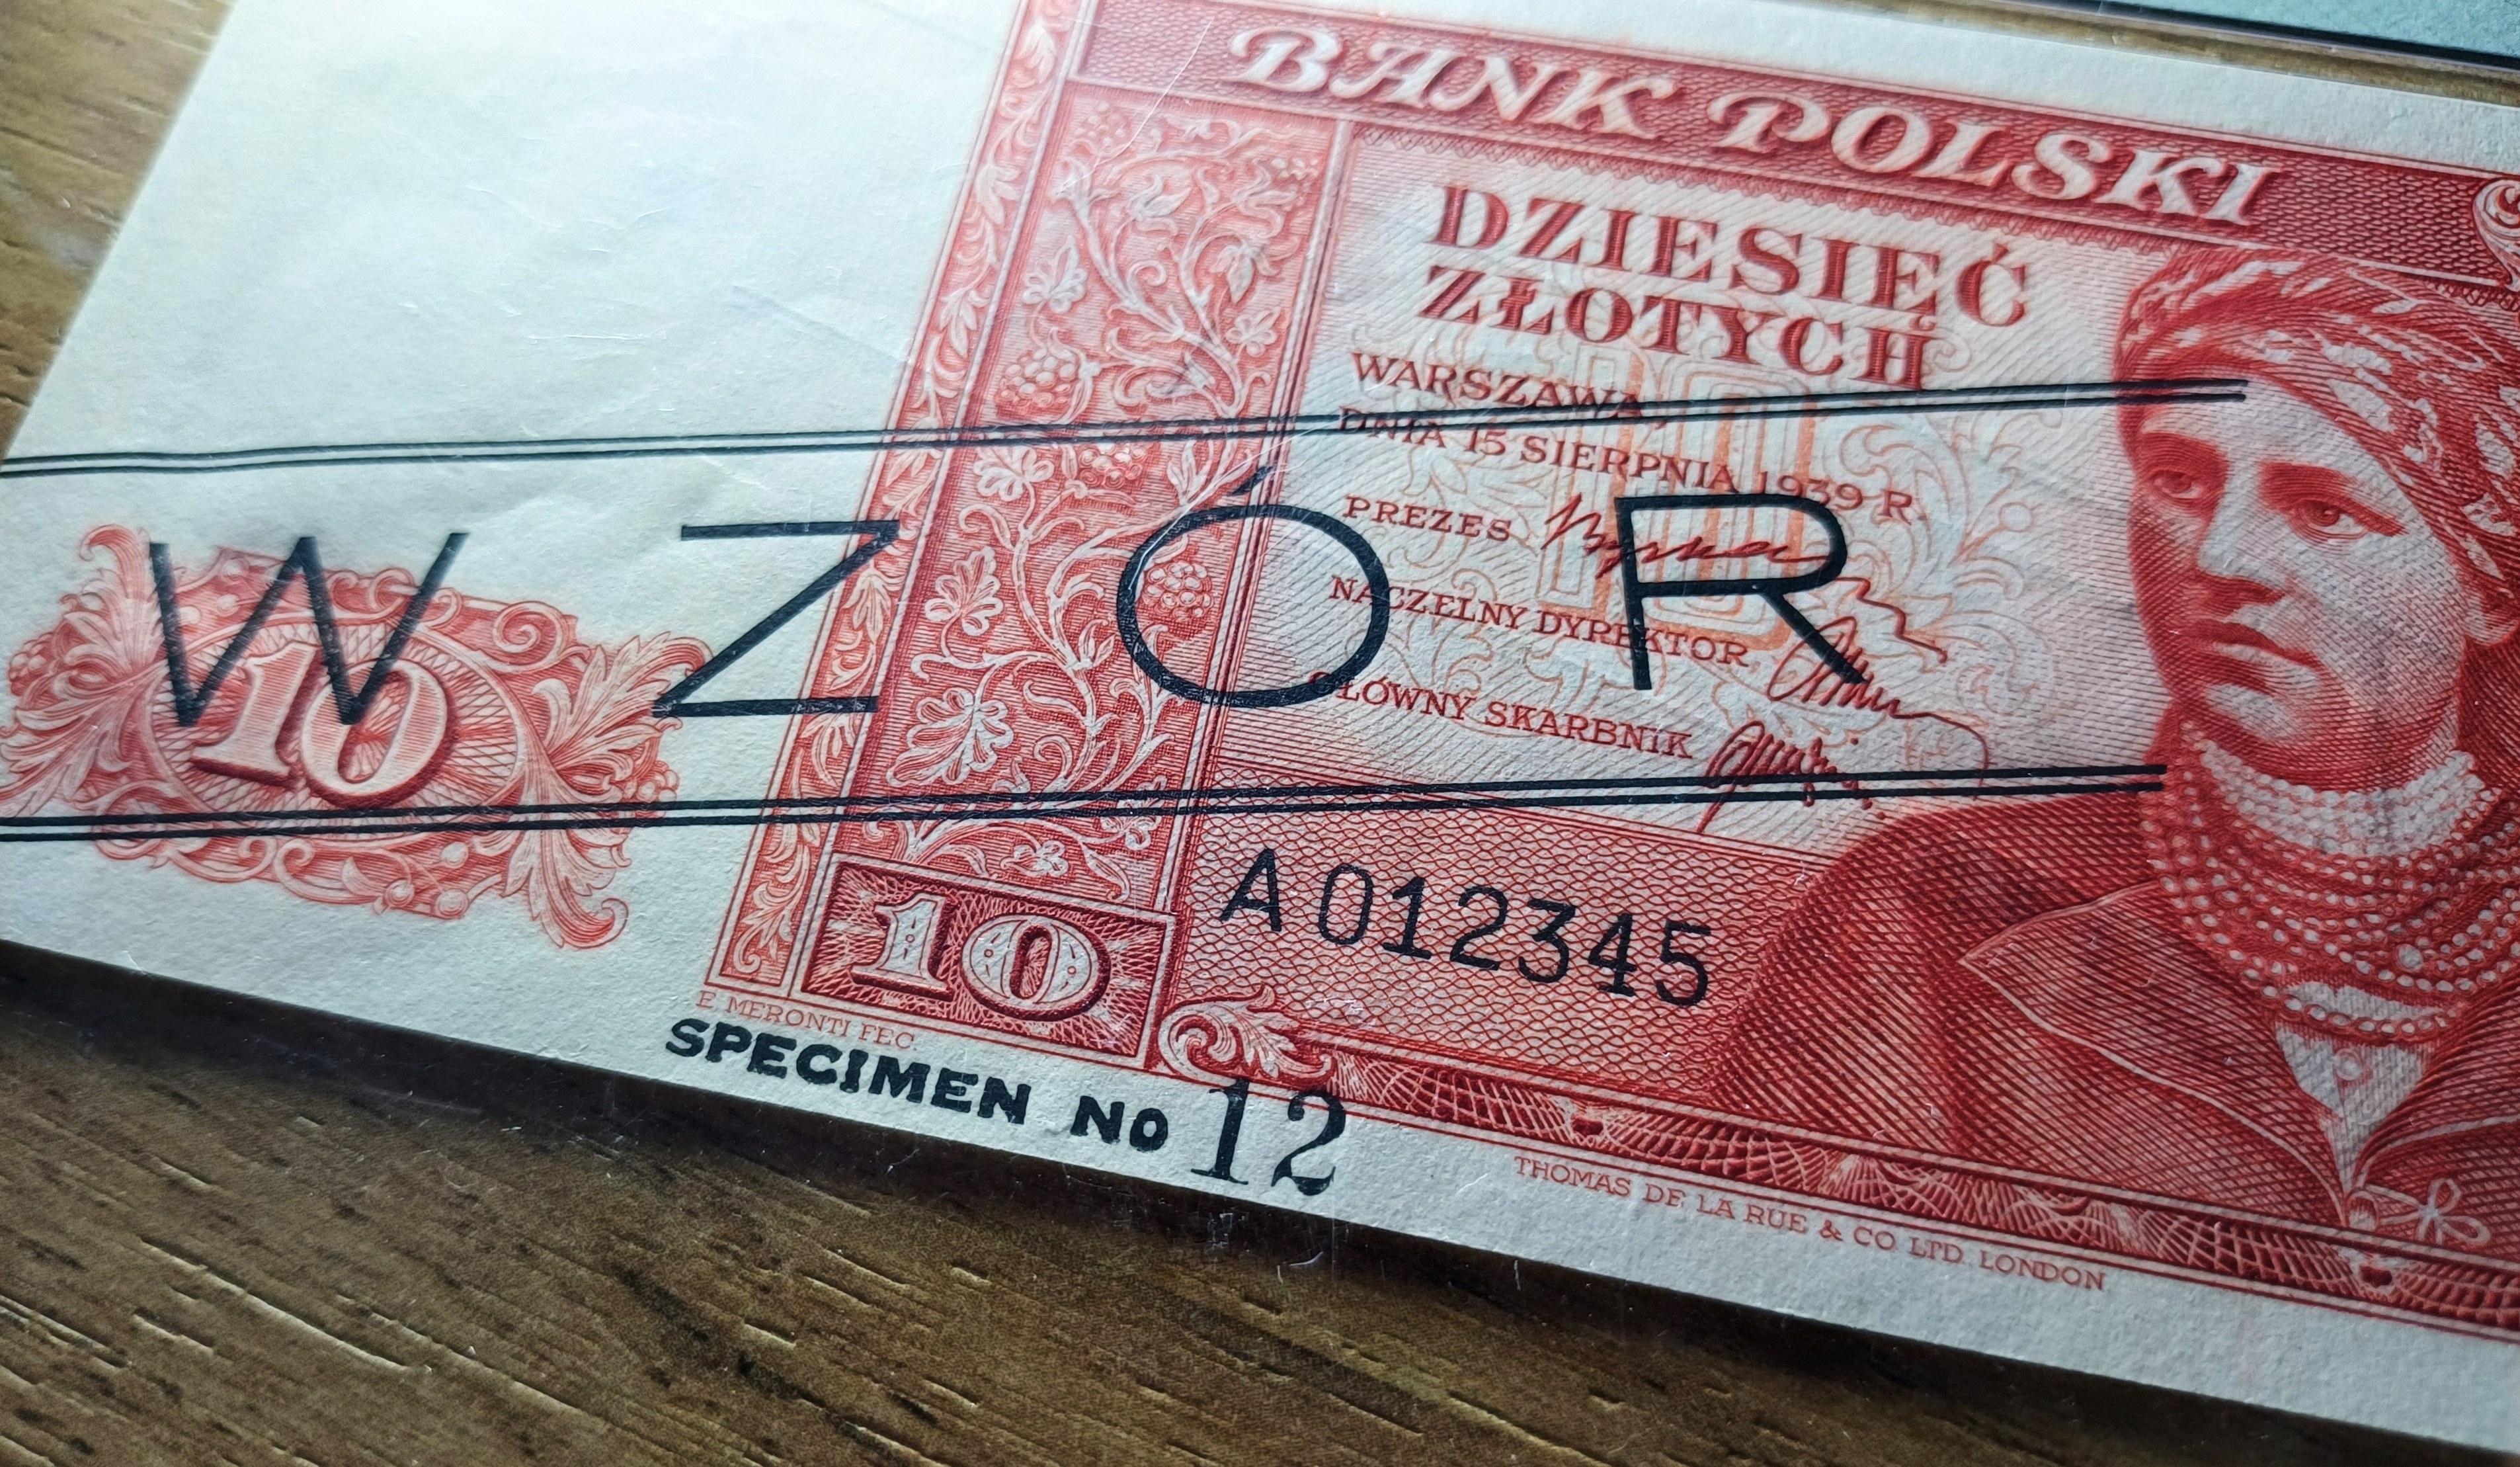 BANK POLSKI
DZIESIĘĆ
ZŁOTYCH
WARSZAWA,
DNIA 15 SIERPNIA 1939 R.
PREZES
NACZELNY DYREKTOR
GŁÓWNY SKARBNIK
WZÓR
10
A 012345
10
E. MERONTI FEC.
SPECIMEN No 12
THOMAS DE LA RUE & CO. LTD. LONDON